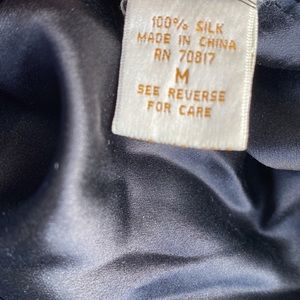 100% SILK
MADE IN CHINA
RN 70817
M
SEE REVERSE
FOR CARE